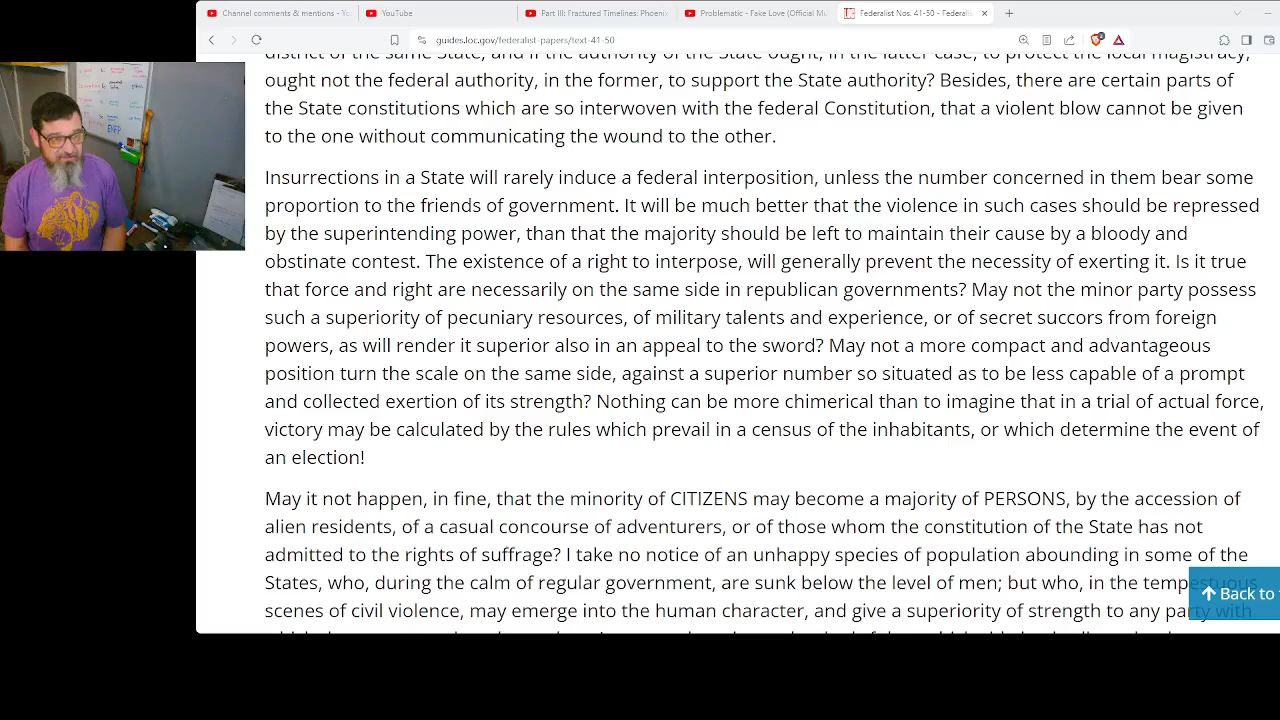 Channel comments & mentions - Yo
YouTube
Part III: Fractured Timelines: Phoeni
Problematic - Fake Love (Official Mu
Federalist Nos. 41-50 - Federali
guides.loc.gov/federalist-papers/text-41-50
district of the same state, and if the authority of the State ought, in the latter case, to protect the local magistracy,
ought not the federal authority, in the former, to support the State authority? Besides, there are certain parts of
the State constitutions which are so interwoven with the federal Constitution, that a violent blow cannot be given
to the one without communicating the wound to the other.
Insurrections in a State will rarely induce a federal interposition, unless the number concerned in them bear some
proportion to the friends of government. It will be much better that the violence in such cases should be repressed
by the superintending power, than that the majority should be left to maintain their cause by a bloody and
obstinate contest. The existence of a right to interpose, will generally prevent the necessity of exerting it. Is it true
that force and right are necessarily on the same side in republican governments? May not the minor party possess
such a superiority of pecuniary resources, of military talents and experience, or of secret succors from foreign
powers, as will render it superior also in an appeal to the sword? May not a more compact and advantageous
position turn the scale on the same side, against a superior number so situated as to be less capable of a prompt
and collected exertion of its strength? Nothing can be more chimerical than to imagine that in a trial of actual force,
victory may be calculated by the rules which prevail in a census of the inhabitants, or which determine the event of
an election!
May it not happen, in fine, that the minority of CITIZENS may become a majority of PERSONS, by the accession of
alien residents, of a casual concourse of adventurers, or of those whom the constitution of the State has not
admitted to the rights of suffrage? I take no notice of an unhappy species of population abounding in some of the
States, who, during the calm of regular government, are sunk below the level of men; but who, in the tempestuous
scenes of civil violence, may emerge into the human character, and give a superiority of strength to any party with
Back to